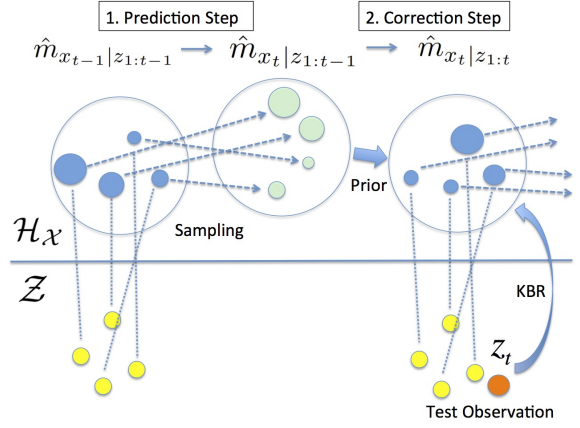 1. Prediction Step
2. Correction Step
m̂_{x_{t−1}|z_{1:t−1}} → m̂_{x_t|z_{1:t−1}} → m̂_{x_t|z_{1:t}}
Prior
Sampling
ℋ_𝒳
𝒵
KBR
z_t
Test Observation